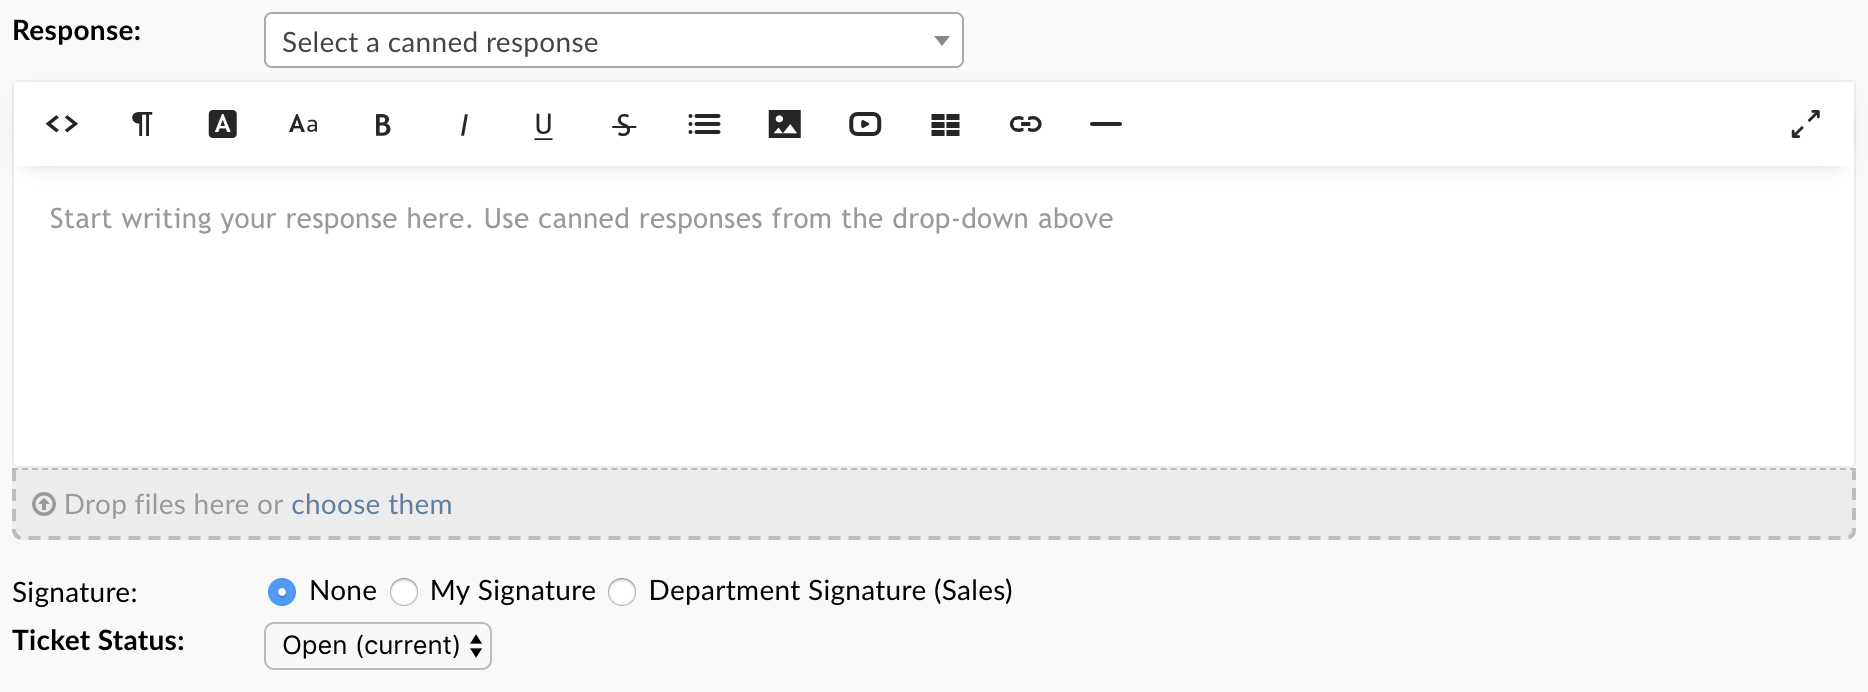 Response:
Select a canned response
<> ¶ A Aa B I U S
Start writing your response here. Use canned responses from the drop-down above
Drop files here or choose them
Signature: None My Signature Department Signature (Sales)
Ticket Status: Open (current)